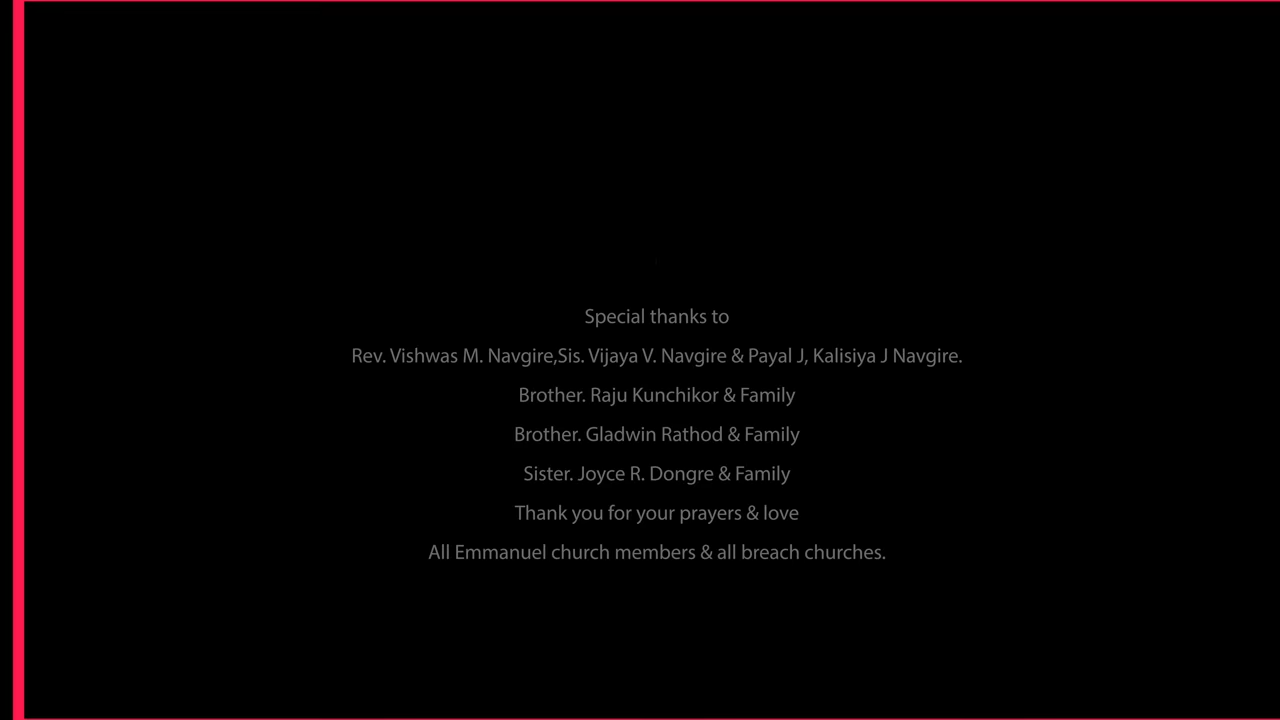 Special thanks to
Rev. Vishwas M. Navgire,Sis. Vijaya V. Navgire & Payal J, Kalisiya J Navgire.
Brother. Raju Kunchikor & Family
Brother. Gladwin Rathod & Family
Sister. Joyce R. Dongre & Family
Thank you for your prayers & love
All Emmanuel church members & all breach churches.